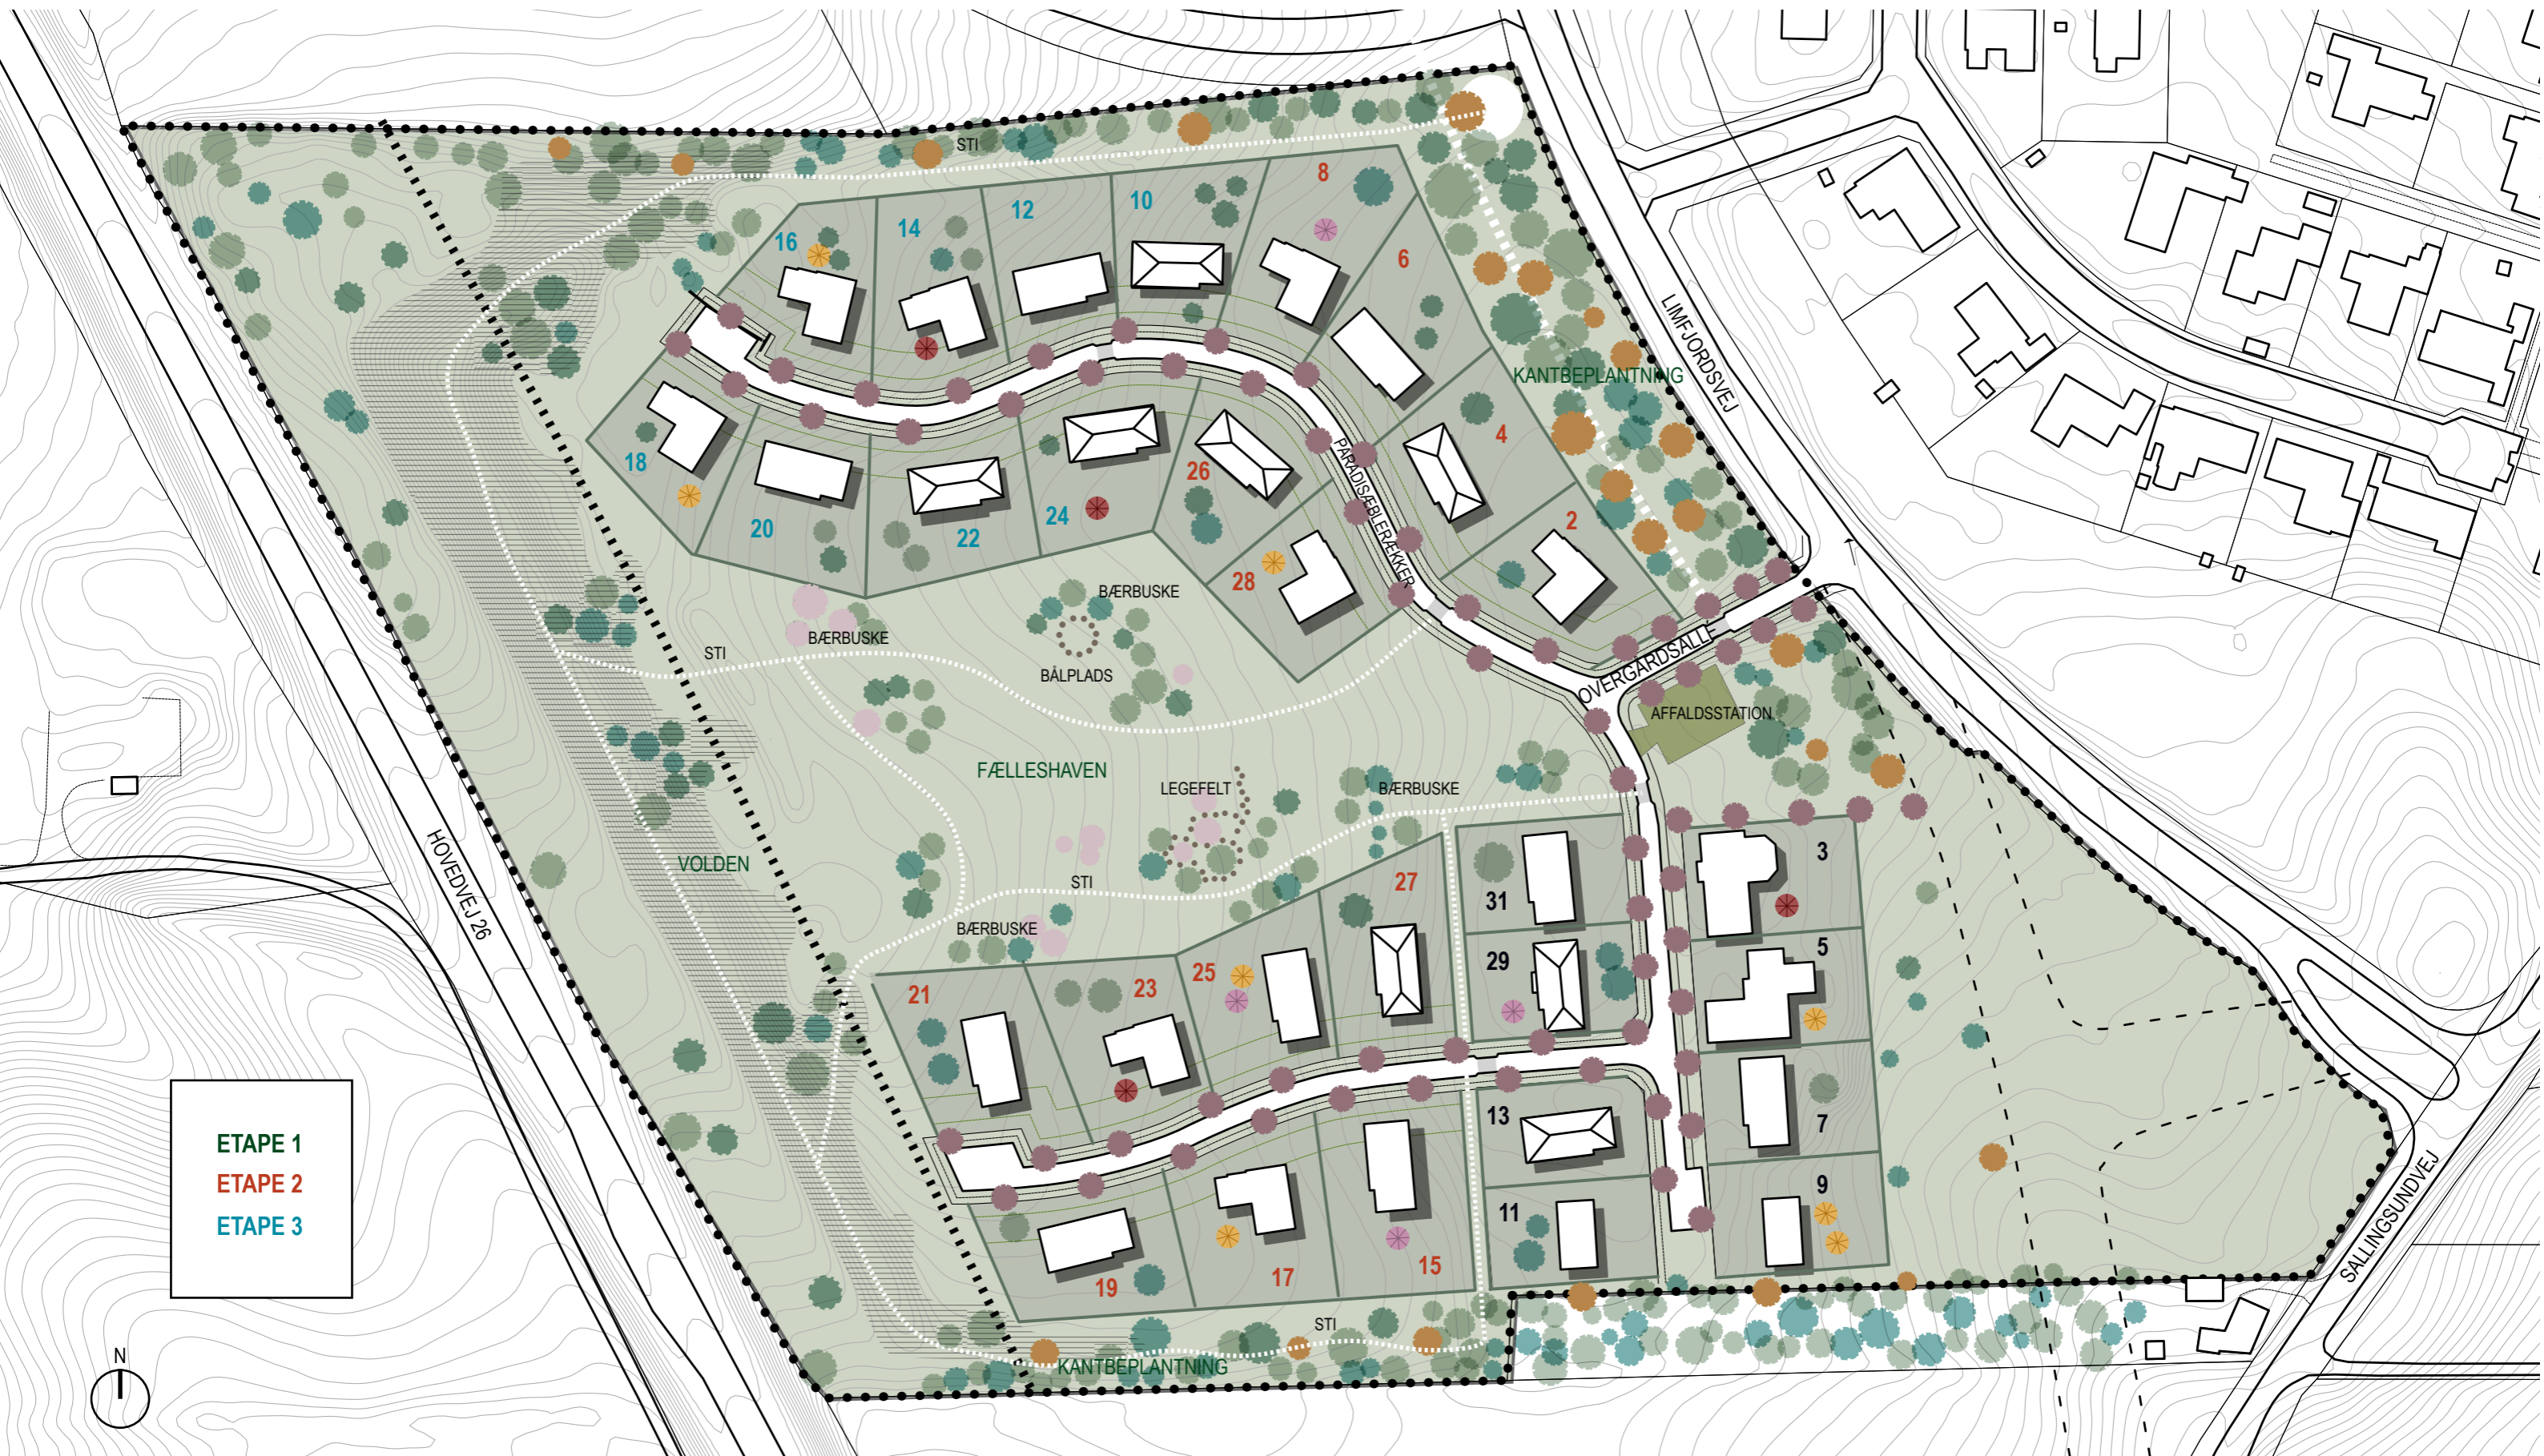 STI
8
10
12
14
16
6
LIMFJORDSVEJ
KANTBEPLANTNING
4
PARADISÆBLERÆKKER
18
26
24
20
22
2
28
BÆRBUSKE
BÆRBUSKE
STI
BÅLPLADS
OVERGÅRDSALLÉ
AFFALDSSTATION
FÆLLESHAVEN
LEGEFELT
BÆRBUSKE
HOVEDVEJ 26
VOLDEN
3
STI
27
31
BÆRBUSKE
5
29
25
23
21
13
7
ETAPE 1
ETAPE 2
ETAPE 3
9
11
SALLINGSUNDVEJ
15
17
19
STI
KANTBEPLANTNING
N